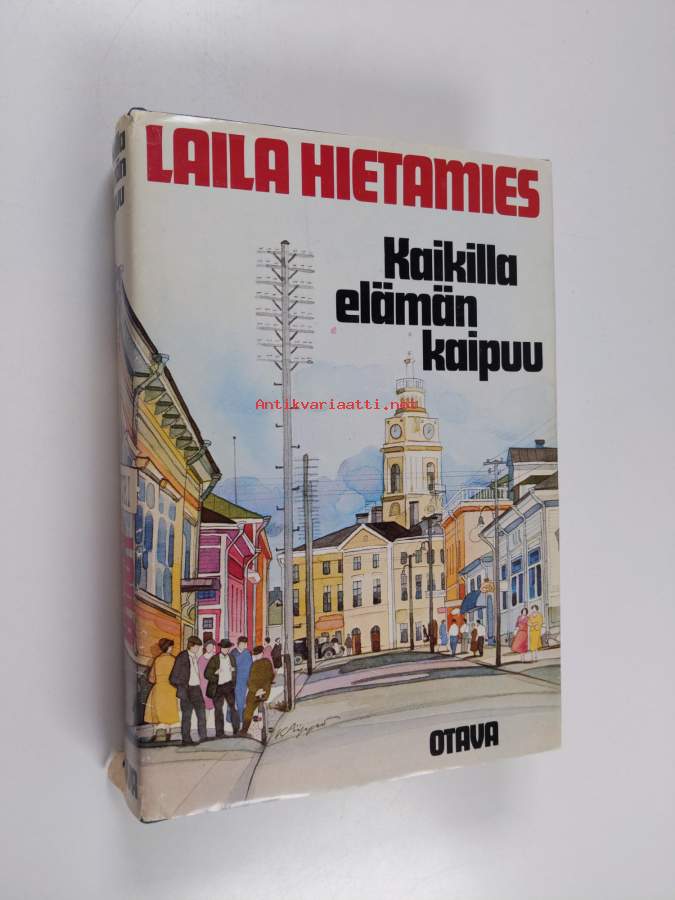 LAILA HIETAMIES
Kaikilla
elämän
kaipuu
Antikvariaatti.net
OTAVA